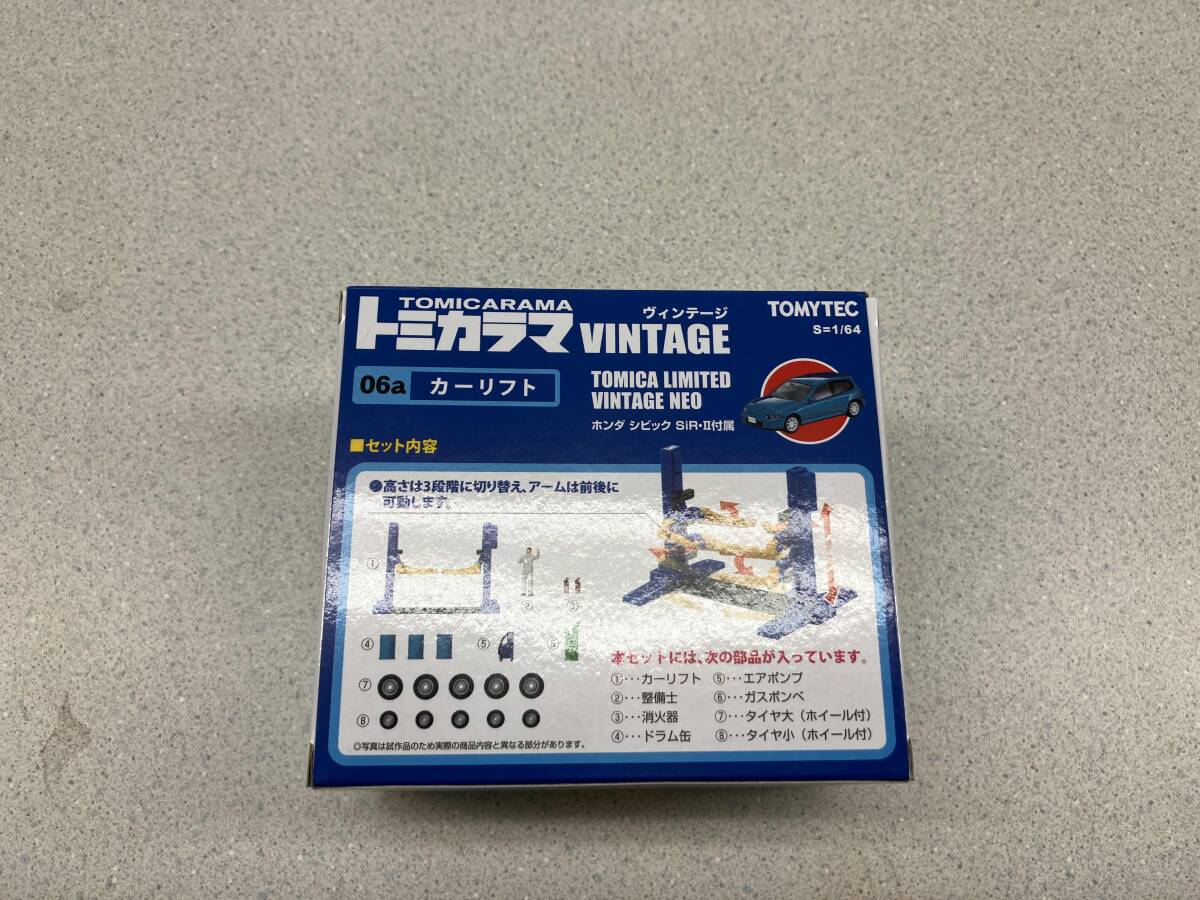 TOMICARAMA
トミカラマ
ヴィンテージ
VINTAGE
TOMYTEC
S=1/64
06a カーリフト
TOMICA LIMITED
VINTAGE NEO
ホンダ シビック SiR・II付属
■セット内容
高さは3段階に切り替え、アームは前後に
可動します。
①
②
③
④
⑤
⑥
⑦
⑧
本セットには、次の部品が入っています。
①・・・カーリフト ⑤・・・エアポンプ
②・・・整備士 ⑥・・・ガスボンベ
③・・・消火器 ⑦・・・タイヤ大（ホイール付）
④・・・ドラム缶 ⑧・・・タイヤ小（ホイール付）
◎写真は試作品のため実際の商品内容と異なる部分があります。